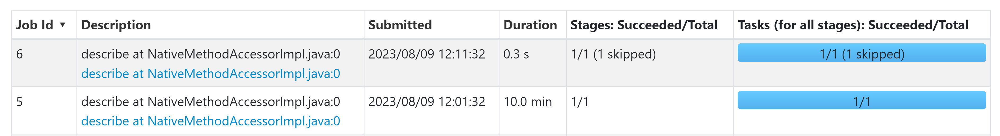 Job Id ▼ Description Submitted Duration Stages: Succeeded/Total Tasks (for all stages): Succeeded/Total
6 describe at NativeMethodAccessorImpl.java:0 2023/08/09 12:11:32 0.3 s 1/1 (1 skipped) 1/1 (1 skipped)
describe at NativeMethodAccessorImpl.java:0
5 describe at NativeMethodAccessorImpl.java:0 2023/08/09 12:01:32 10.0 min 1/1 1/1
describe at NativeMethodAccessorImpl.java:0